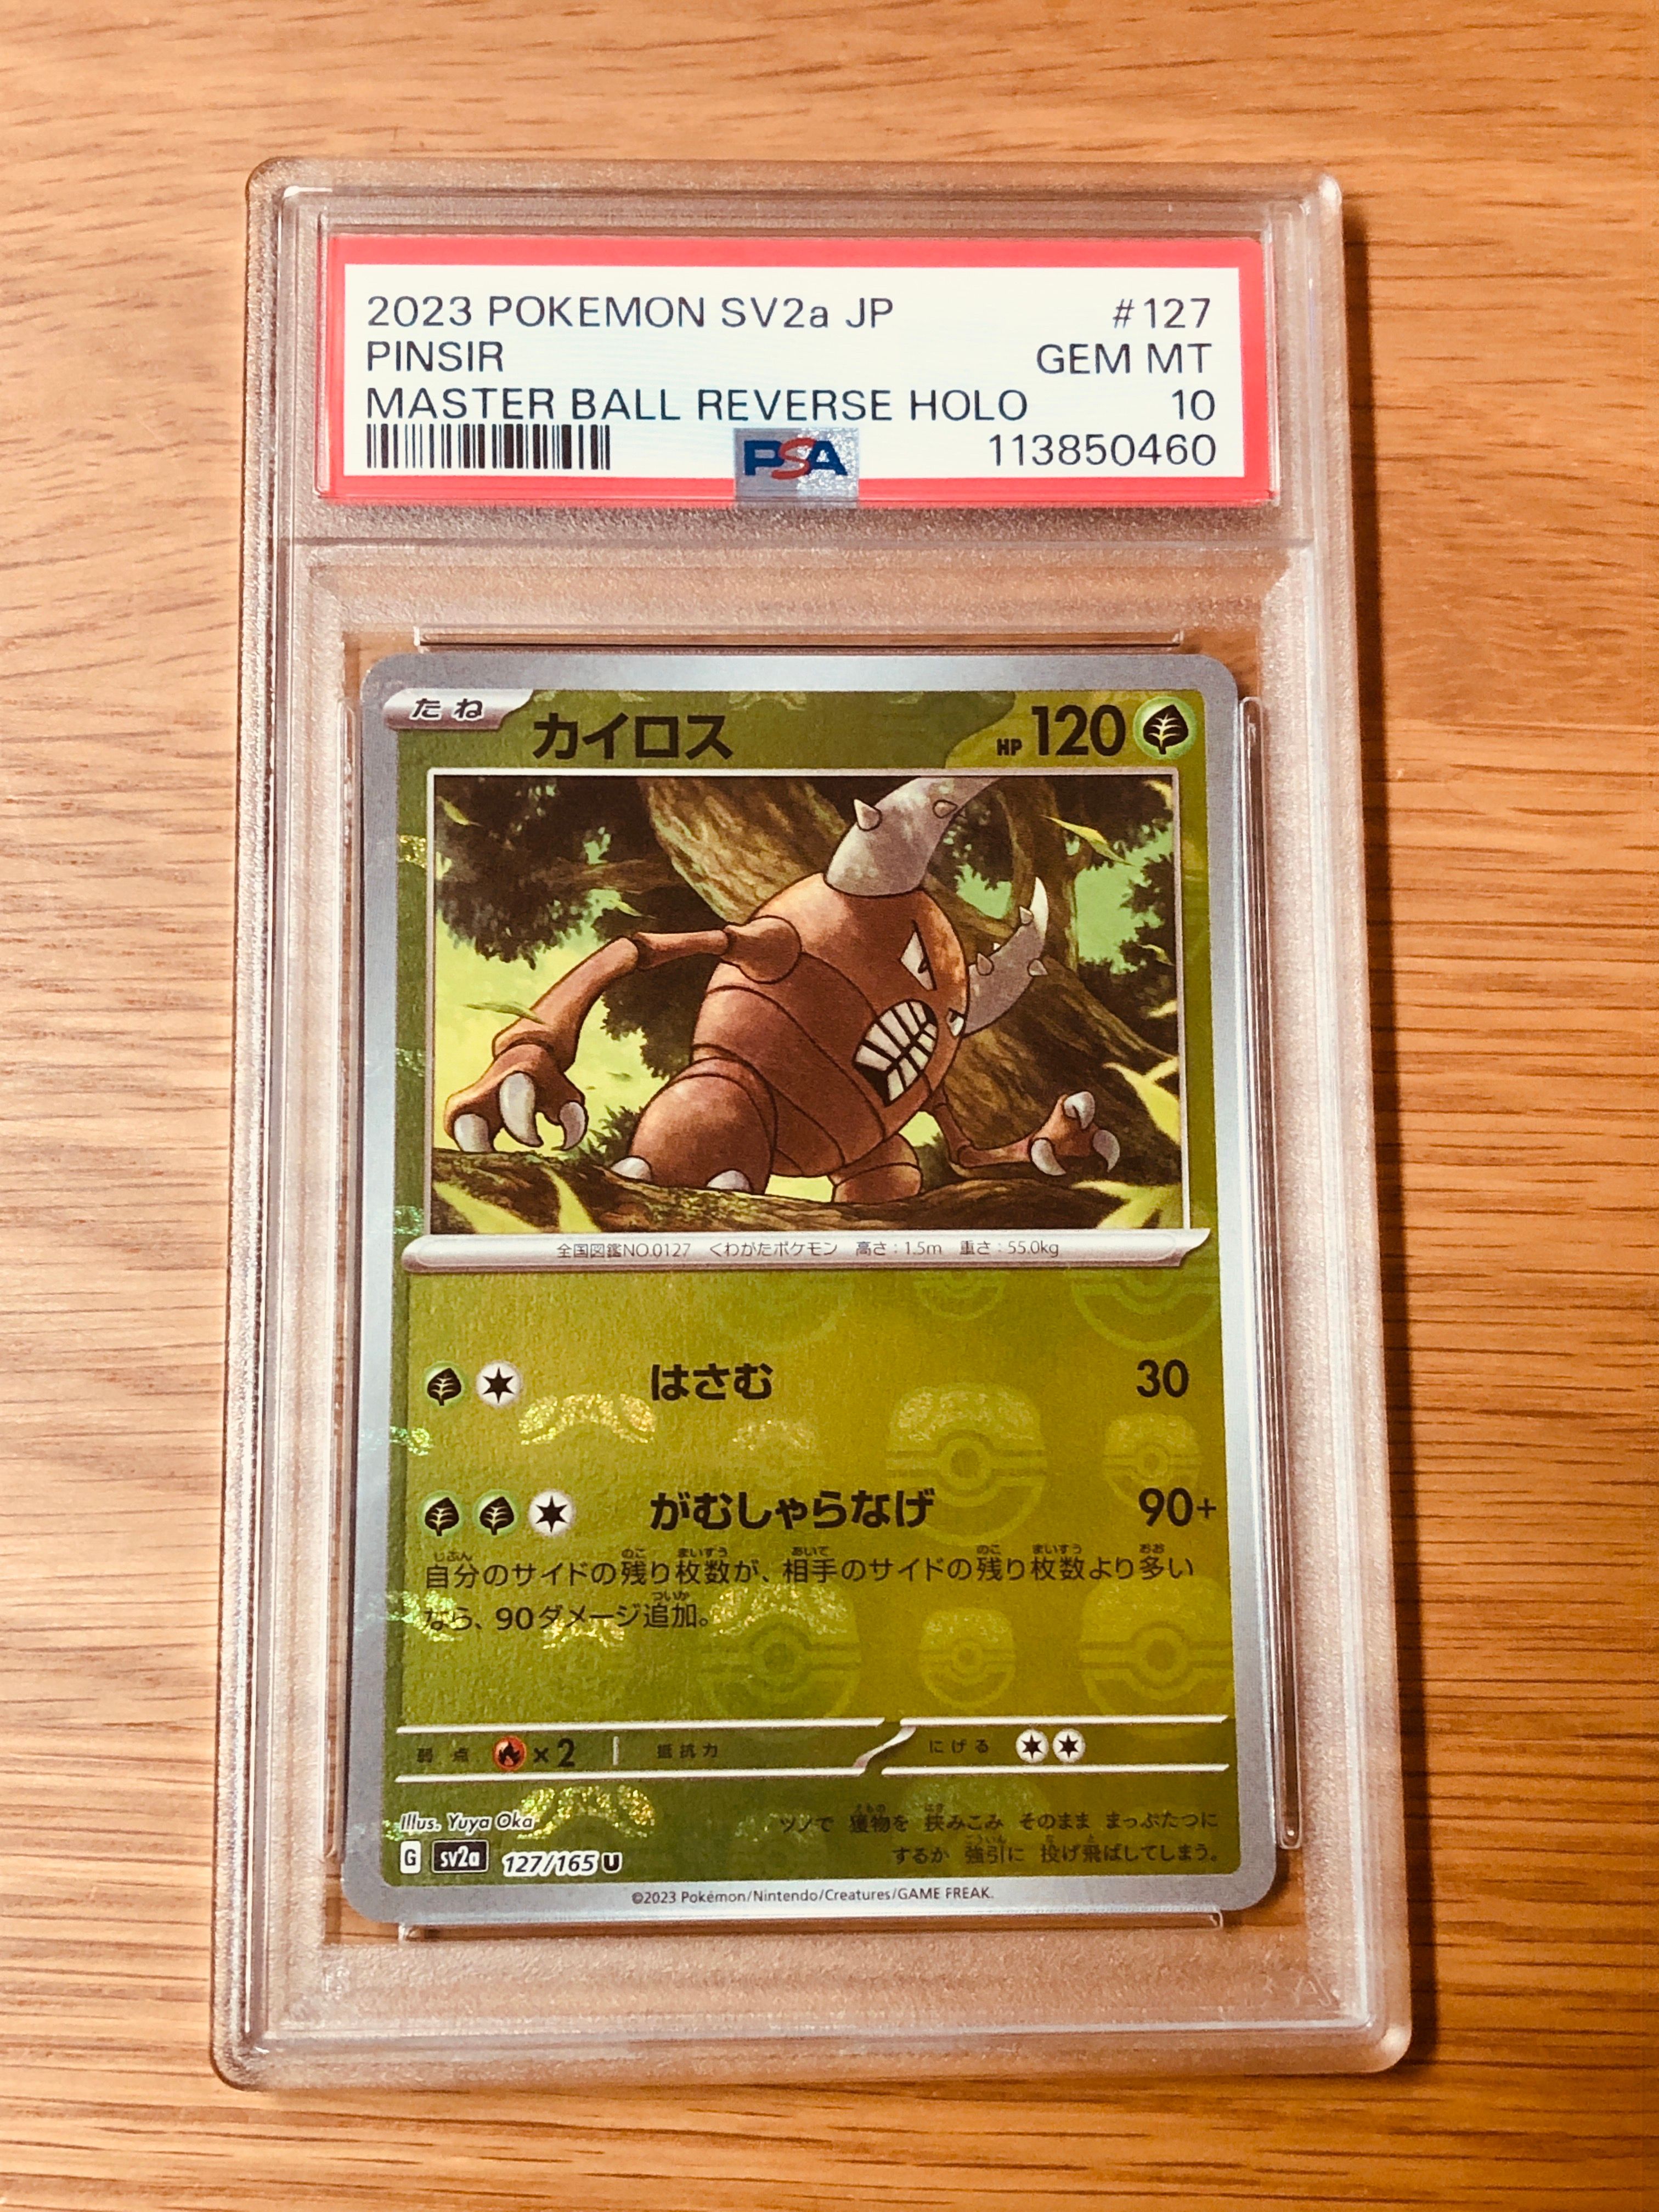 2023 POKEMON SV2a JP #127
PINSIR GEM MT
MASTER BALL REVERSE HOLO 10
PSA 113850460
たね カイロス HP 120
全国図鑑NO.0127 くわがたポケモン 高さ:1.5m 重さ:55.0kg
はさむ 30
がむしゃらなげ 90+
自分のサイドの残り枚数が、相手のサイドの残り枚数より多い
なら、90ダメージ追加。
弱点 ×2 抵抗力 にげる
Illus. Yuya Oka
ツノで 獲物を 挟みこみ そのまま まっぷたつに
するか 強引に 投げ飛ばしてしまう。
G SV2a 127/165 U
©2023 Pokémon/Nintendo/Creatures/GAME FREAK.